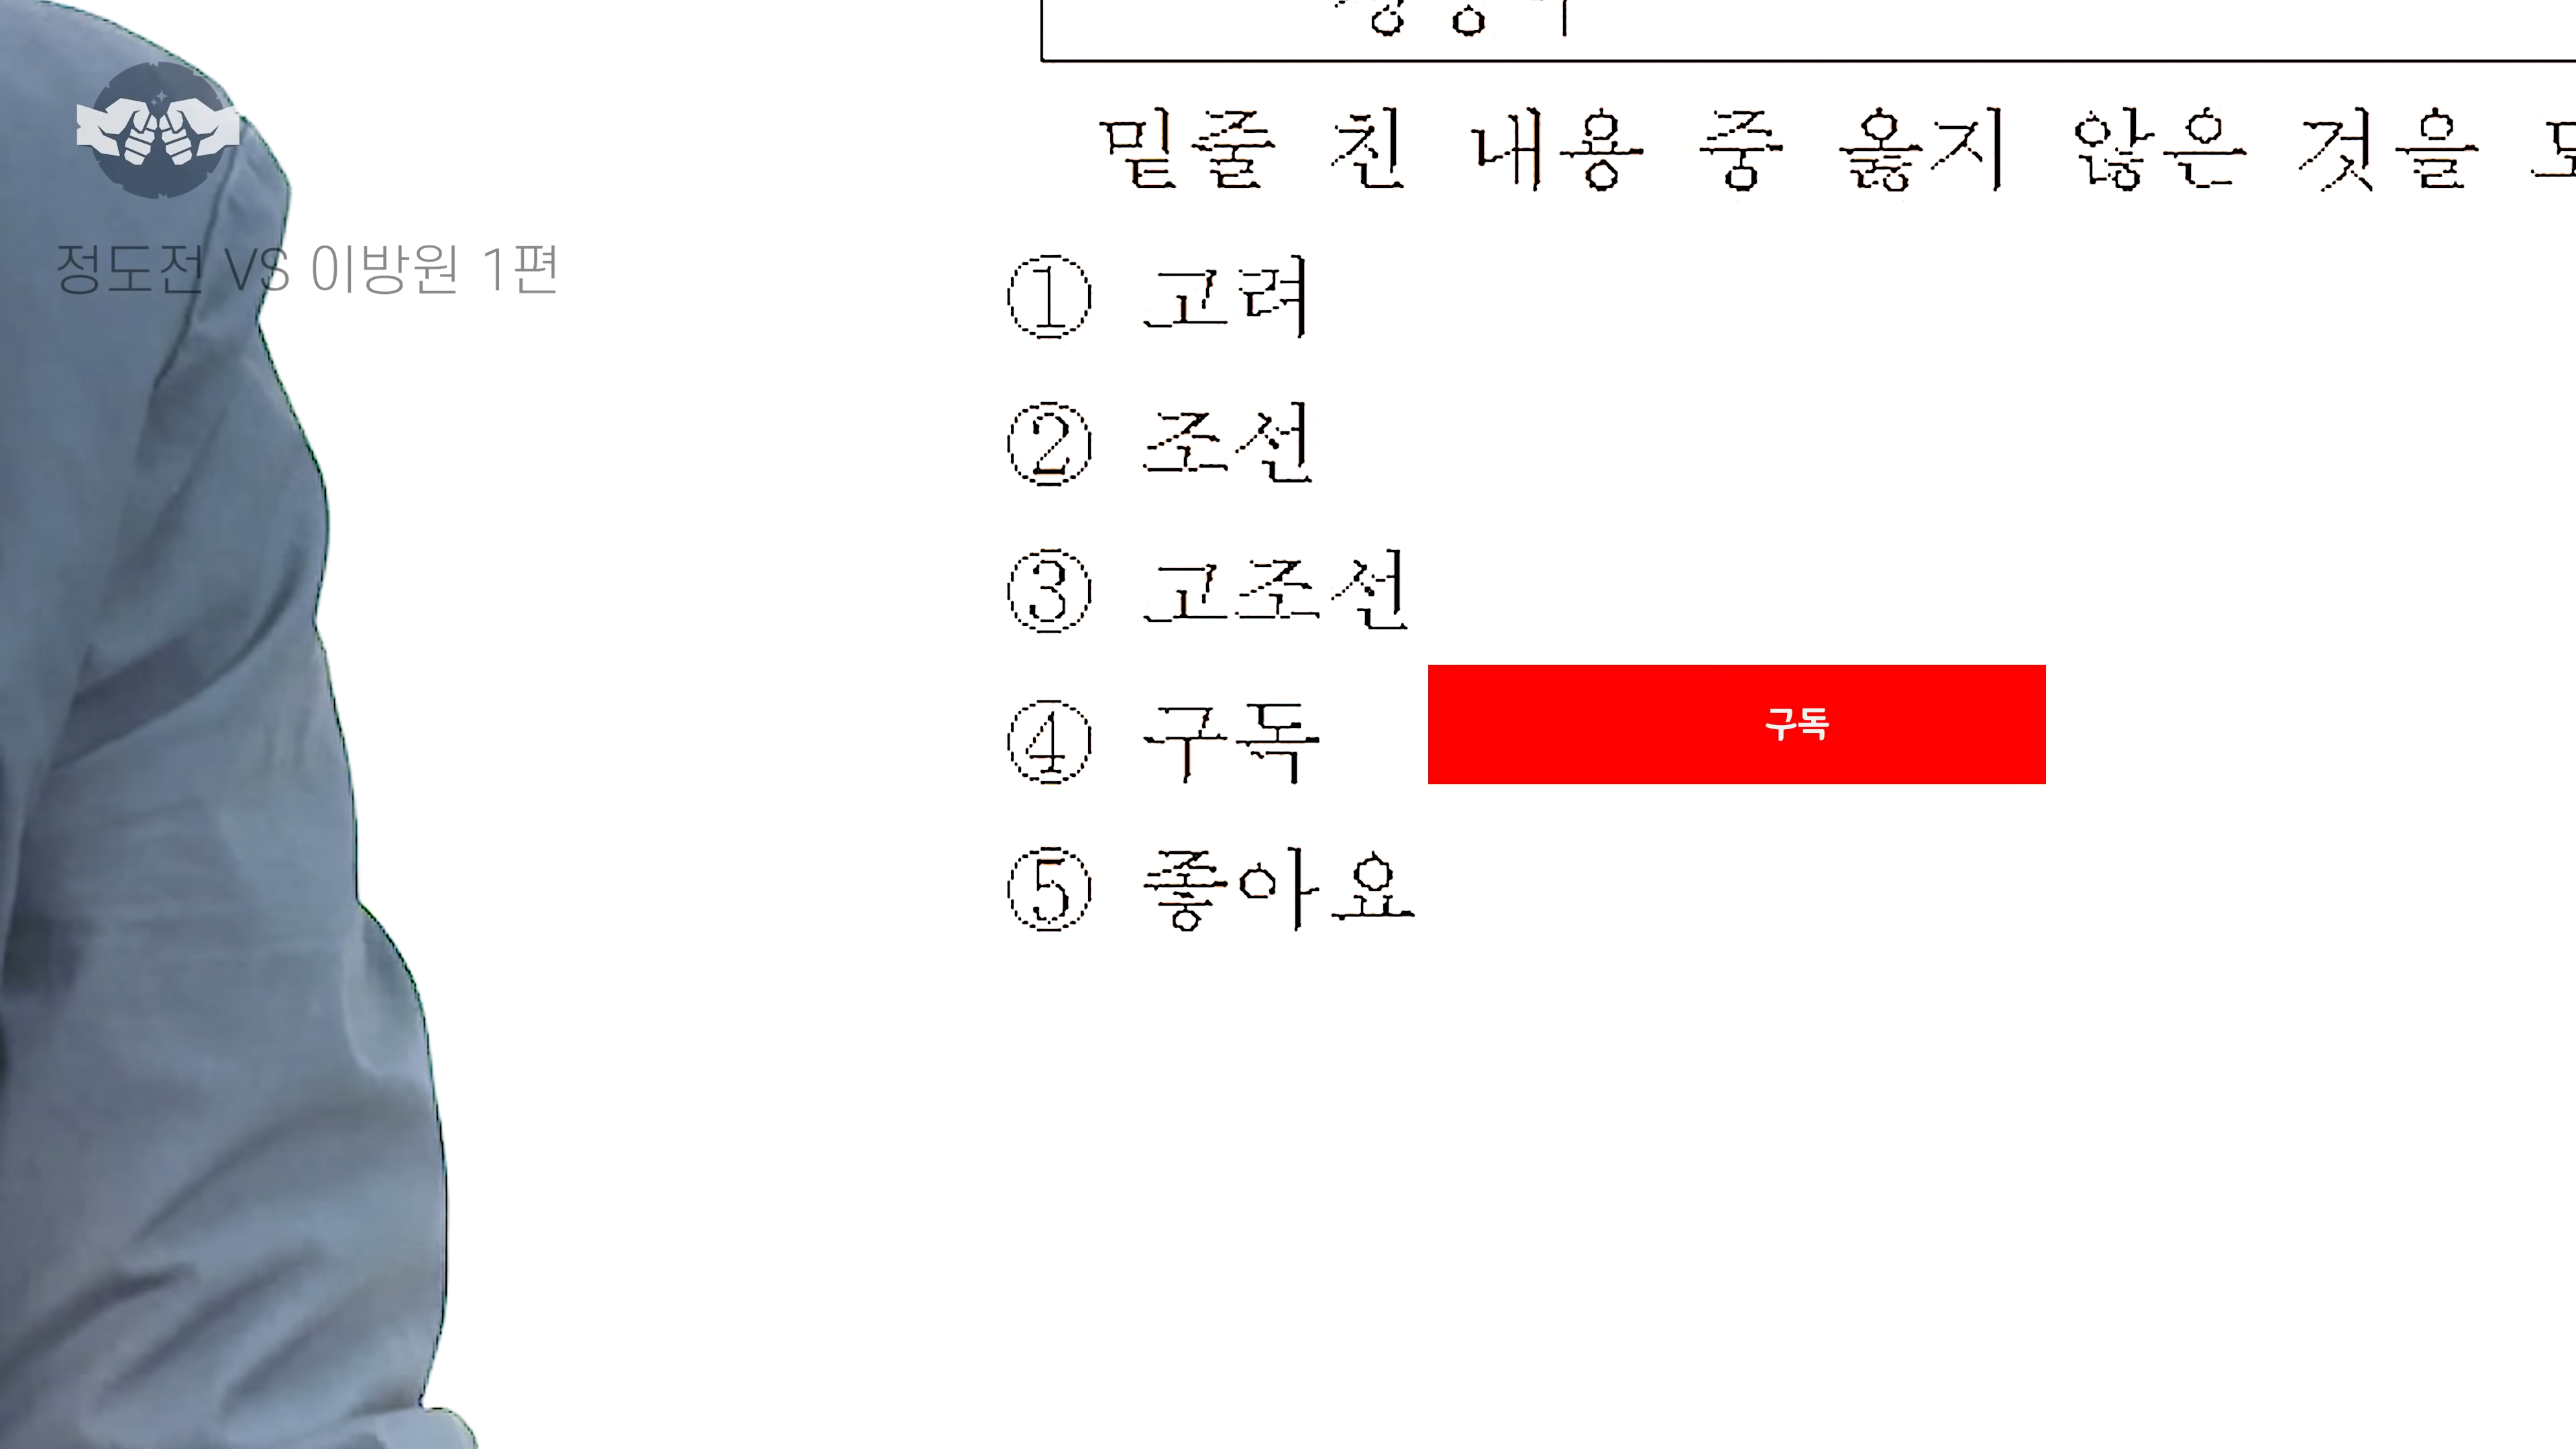 밑줄 친 내용 중 옳지 않은 것을
정도전 VS 이방원 1편
① 고려
② 조선
③ 고조선
④ 구독
구독
⑤ 좋아요